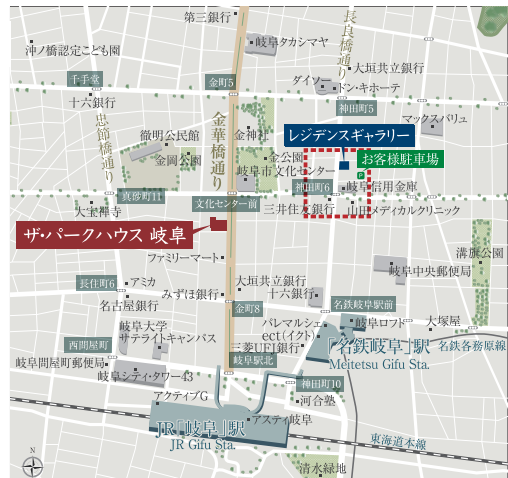 第三銀行
長良橋通り
沖ノ橋認定こども園
岐阜タカシマヤ
大垣共立銀行
千手堂
金町5
ダイソー
ドン・キホーテ
十六銀行
神田町5
忠節橋通り
金華橋通り
マックスバリュ
徹明公民館
金神社
レジデンスギャラリー
金岡公園
金公園
お客様駐車場
岐阜市文化センター
P
真砂町11
神田町6
岐阜信用金庫
大宝禅寺
文化センター前
三井住友銀行
山田メディカルクリニック
ザ・パークハウス 岐阜
溝旗公園
ファミリーマート
岐阜中央郵便局
長住町6
アミカ
大垣共立銀行
みずほ銀行
十六銀行
名古屋銀行
金町8
名鉄岐阜駅前
岐阜大学
サテライトキャンパス
パレマルシェ
ect(イクト)
岐阜ロフト
大塚屋
西問屋町
三菱UFJ銀行
「名鉄岐阜」駅
名鉄各務原線
岐阜問屋町郵便局
岐阜駅北
Meitetsu Gifu Sta.
岐阜シティ・タワー43
神田町10
アクティブG
河合塾
アスティ岐阜
JR「岐阜」駅
JR Gifu Sta.
東海道本線
N
清水緑地